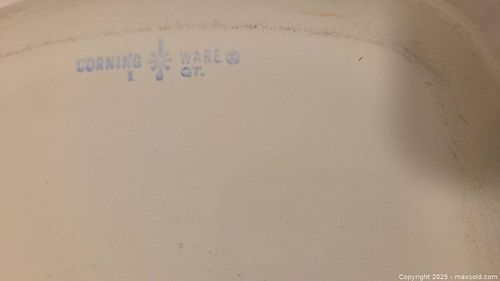 CORNING WARE ®
1 QT.
Copyright 2025 - maxsold.com